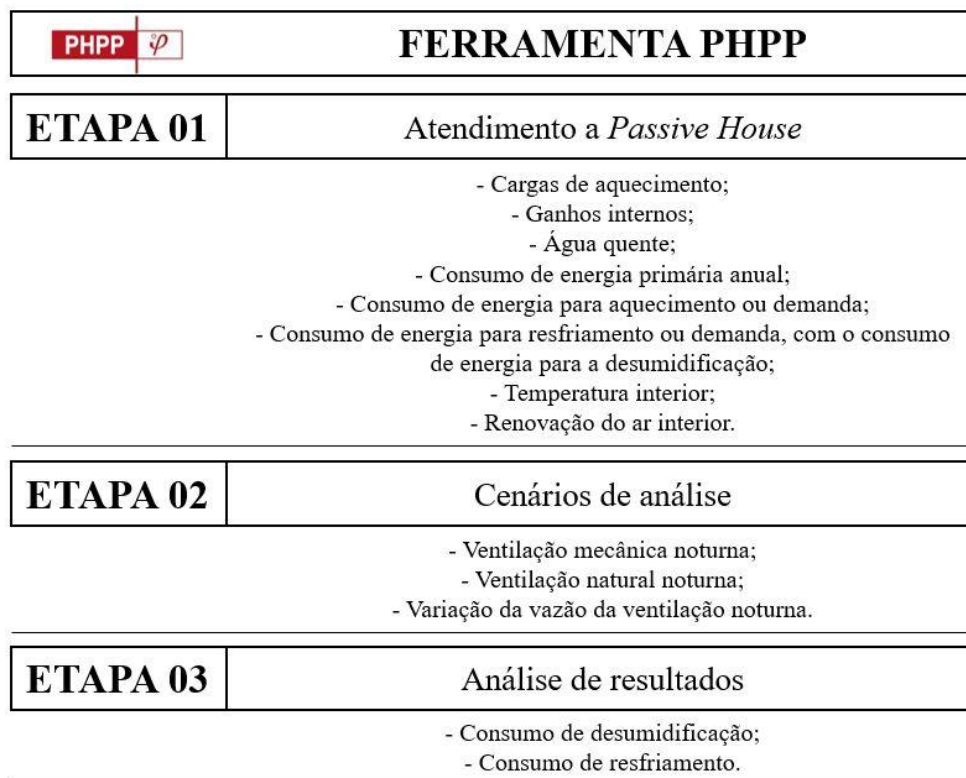 PHPP φ
FERRAMENTA PHPP
ETAPA 01
Atendimento a Passive House
- Cargas de aquecimento;
- Ganhos internos;
- Água quente;
- Consumo de energia primária anual;
- Consumo de energia para aquecimento ou demanda;
- Consumo de energia para resfriamento ou demanda, com o consumo
de energia para a desumidificação;
- Temperatura interior;
- Renovação do ar interior.
ETAPA 02
Cenários de análise
- Ventilação mecânica noturna;
- Ventilação natural noturna;
- Variação da vazão da ventilação noturna.
ETAPA 03
Análise de resultados
- Consumo de desumidificação;
- Consumo de resfriamento.